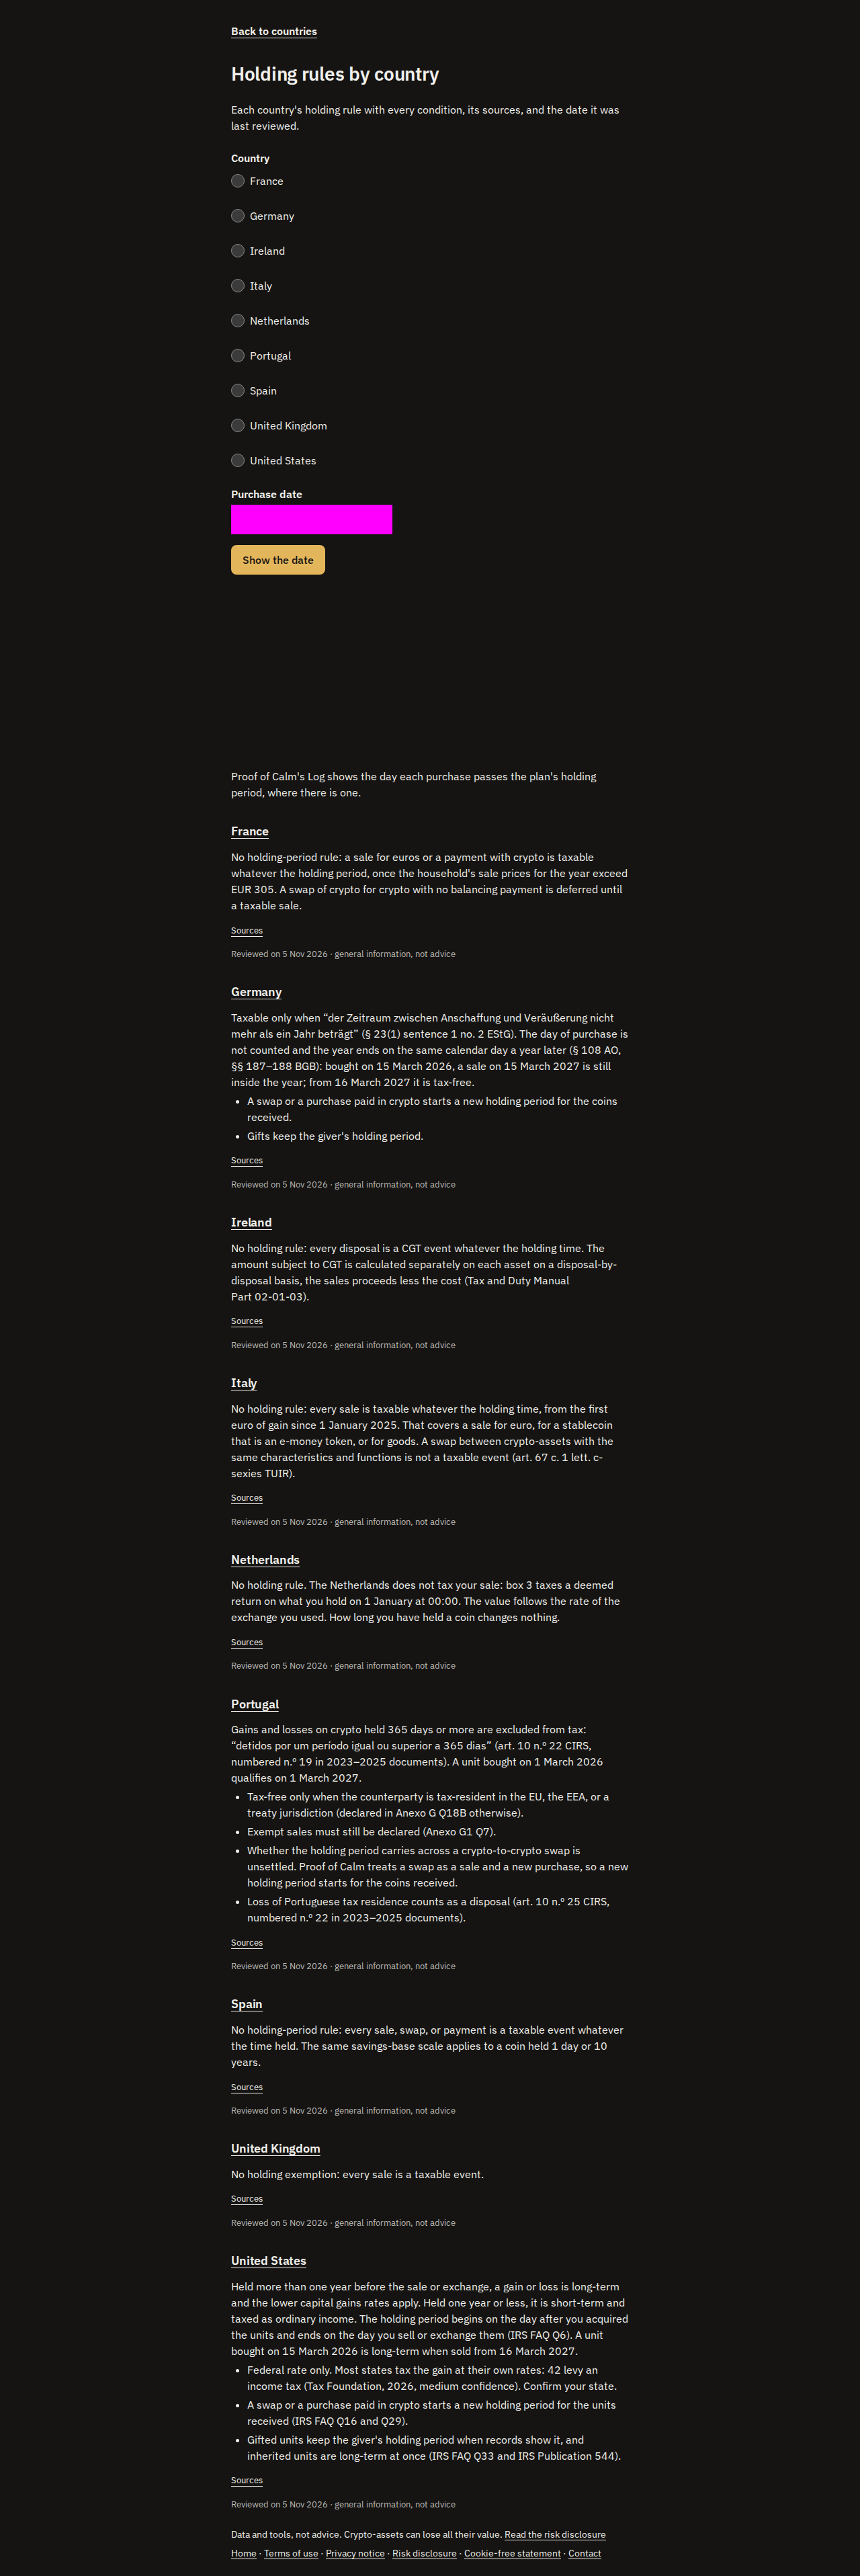 Back to countries
Holding rules by country
Each country's holding rule with every condition, its sources, and the date it was
last reviewed.
Country
France
Germany
Ireland
Italy
Netherlands
Portugal
Spain
United Kingdom
United States
Purchase date
Show the date
Proof of Calm's Log shows the day each purchase passes the plan's holding
period, where there is one.
France
No holding-period rule: a sale for euros or a payment with crypto is taxable
whatever the holding period, once the household's sale prices for the year exceed
EUR 305. A swap of crypto for crypto with no balancing payment is deferred until
a taxable sale.
Sources
Reviewed on 5 Nov 2026 · general information, not advice
Germany
Taxable only when “der Zeitraum zwischen Anschaffung und Veräußerung nicht
mehr als ein Jahr beträgt” (§ 23(1) sentence 1 no. 2 EStG). The day of purchase is
not counted and the year ends on the same calendar day a year later (§ 108 AO,
§§ 187–188 BGB): bought on 15 March 2026, a sale on 15 March 2027 is still
inside the year; from 16 March 2027 it is tax-free.
• A swap or a purchase paid in crypto starts a new holding period for the coins
received.
• Gifts keep the giver's holding period.
Sources
Reviewed on 5 Nov 2026 · general information, not advice
Ireland
No holding rule: every disposal is a CGT event whatever the holding time. The
amount subject to CGT is calculated separately on each asset on a disposal-by-
disposal basis, the sales proceeds less the cost (Tax and Duty Manual
Part 02-01-03).
Sources
Reviewed on 5 Nov 2026 · general information, not advice
Italy
No holding rule: every sale is taxable whatever the holding time, from the first
euro of gain since 1 January 2025. That covers a sale for euro, for a stablecoin
that is an e-money token, or for goods. A swap between crypto-assets with the
same characteristics and functions is not a taxable event (art. 67 c. 1 lett. c-
sexies TUIR).
Sources
Reviewed on 5 Nov 2026 · general information, not advice
Netherlands
No holding rule. The Netherlands does not tax your sale: box 3 taxes a deemed
return on what you hold on 1 January at 00:00. The value follows the rate of the
exchange you used. How long you have held a coin changes nothing.
Sources
Reviewed on 5 Nov 2026 · general information, not advice
Portugal
Gains and losses on crypto held 365 days or more are excluded from tax:
“detidos por um período igual ou superior a 365 dias” (art. 10 n.º 22 CIRS,
numbered n.º 19 in 2023–2025 documents). A unit bought on 1 March 2026
qualifies on 1 March 2027.
• Tax-free only when the counterparty is tax-resident in the EU, the EEA, or a
treaty jurisdiction (declared in Anexo G Q18B otherwise).
• Exempt sales must still be declared (Anexo G1 Q7).
• Whether the holding period carries across a crypto-to-crypto swap is
unsettled. Proof of Calm treats a swap as a sale and a new purchase, so a new
holding period starts for the coins received.
• Loss of Portuguese tax residence counts as a disposal (art. 10 n.º 25 CIRS,
numbered n.º 22 in 2023–2025 documents).
Sources
Reviewed on 5 Nov 2026 · general information, not advice
Spain
No holding-period rule: every sale, swap, or payment is a taxable event whatever
the time held. The same savings-base scale applies to a coin held 1 day or 10
years.
Sources
Reviewed on 5 Nov 2026 · general information, not advice
United Kingdom
No holding exemption: every sale is a taxable event.
Sources
Reviewed on 5 Nov 2026 · general information, not advice
United States
Held more than one year before the sale or exchange, a gain or loss is long-term
and the lower capital gains rates apply. Held one year or less, it is short-term and
taxed as ordinary income. The holding period begins on the day after you acquired
the units and ends on the day you sell or exchange them (IRS FAQ Q6). A unit
bought on 15 March 2026 is long-term when sold from 16 March 2027.
• Federal rate only. Most states tax the gain at their own rates: 42 levy an
income tax (Tax Foundation, 2026, medium confidence). Confirm your state.
• A swap or a purchase paid in crypto starts a new holding period for the units
received (IRS FAQ Q16 and Q29).
• Gifted units keep the giver's holding period when records show it, and
inherited units are long-term at once (IRS FAQ Q33 and IRS Publication 544).
Sources
Reviewed on 5 Nov 2026 · general information, not advice
Data and tools, not advice. Crypto-assets can lose all their value. Read the risk disclosure
Home · Terms of use · Privacy notice · Risk disclosure · Cookie-free statement · Contact